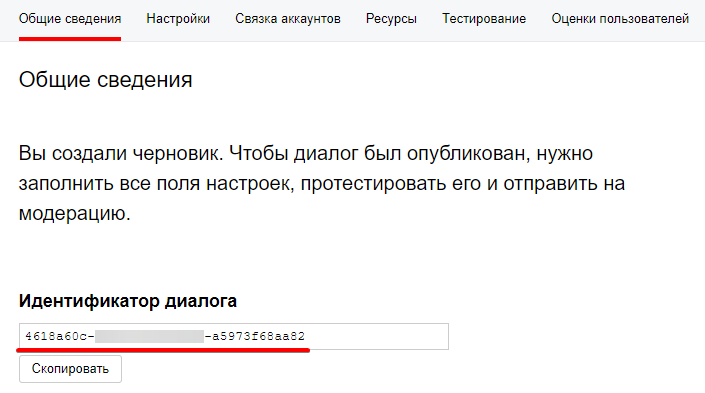 Общие сведения Настройки Связка аккаунтов Ресурсы Тестирование Оценки пользователей
Общие сведения
Вы создали черновик. Чтобы диалог был опубликован, нужно
заполнить все поля настроек, протестировать его и отправить на
модерацию.
Идентификатор диалога
4618a60c- -a5973f68aa82
Скопировать